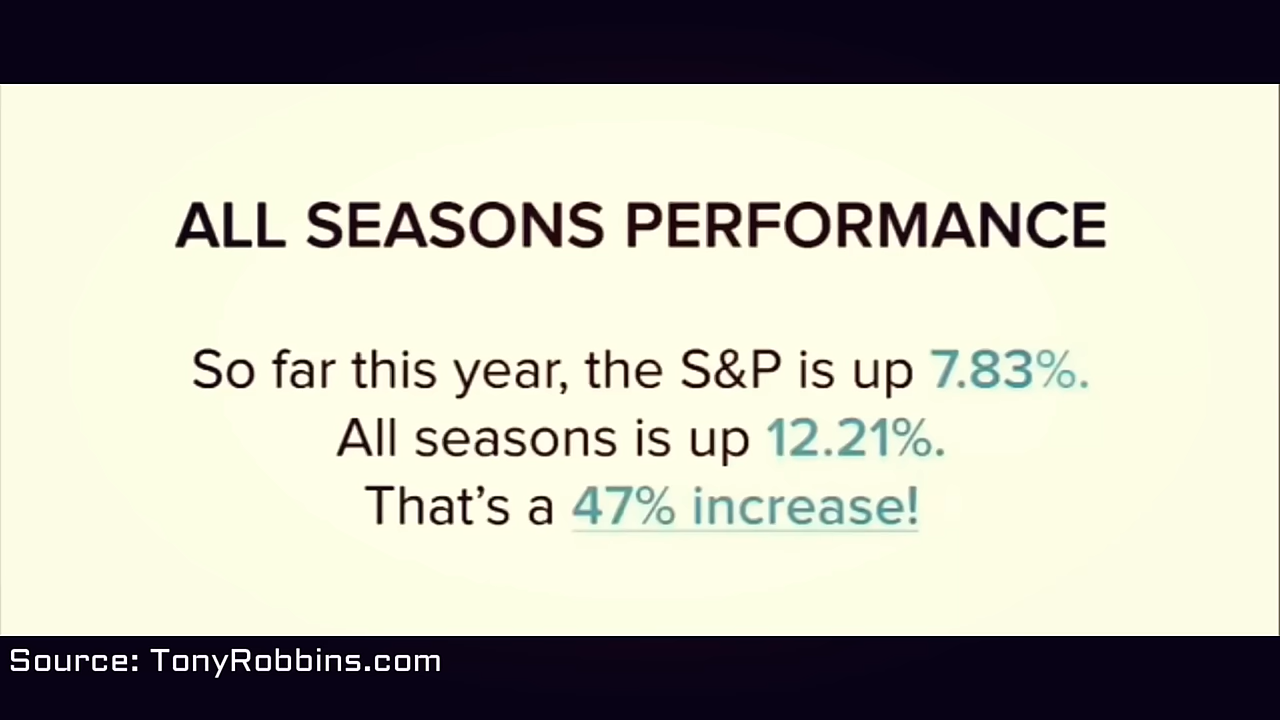 ALL SEASONS PERFORMANCE
So far this year, the S&P is up 7.83%.
All seasons is up 12.21%.
That’s a 47% increase!
Source: TonyRobbins.com